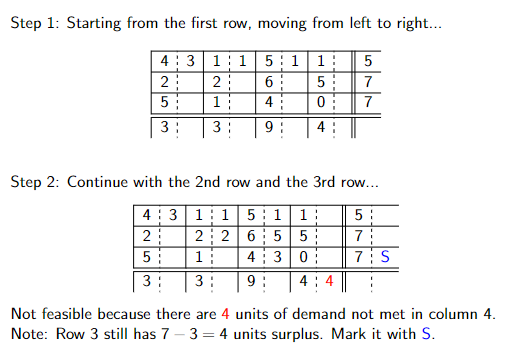 Step 1: Starting from the first row, moving from left to right...
4 3 1 1 5 1 1 5
2 2 6 5 7
5 1 4 0 7
3 3 9 4
Step 2: Continue with the 2nd row and the 3rd row...
4 3 1 1 5 1 1 5
2 2 2 6 5 5 7
5 1 4 3 0 7 S
3 3 9 4 4
Not feasible because there are 4 units of demand not met in column 4.
Note: Row 3 still has 7 − 3 = 4 units surplus. Mark it with S.